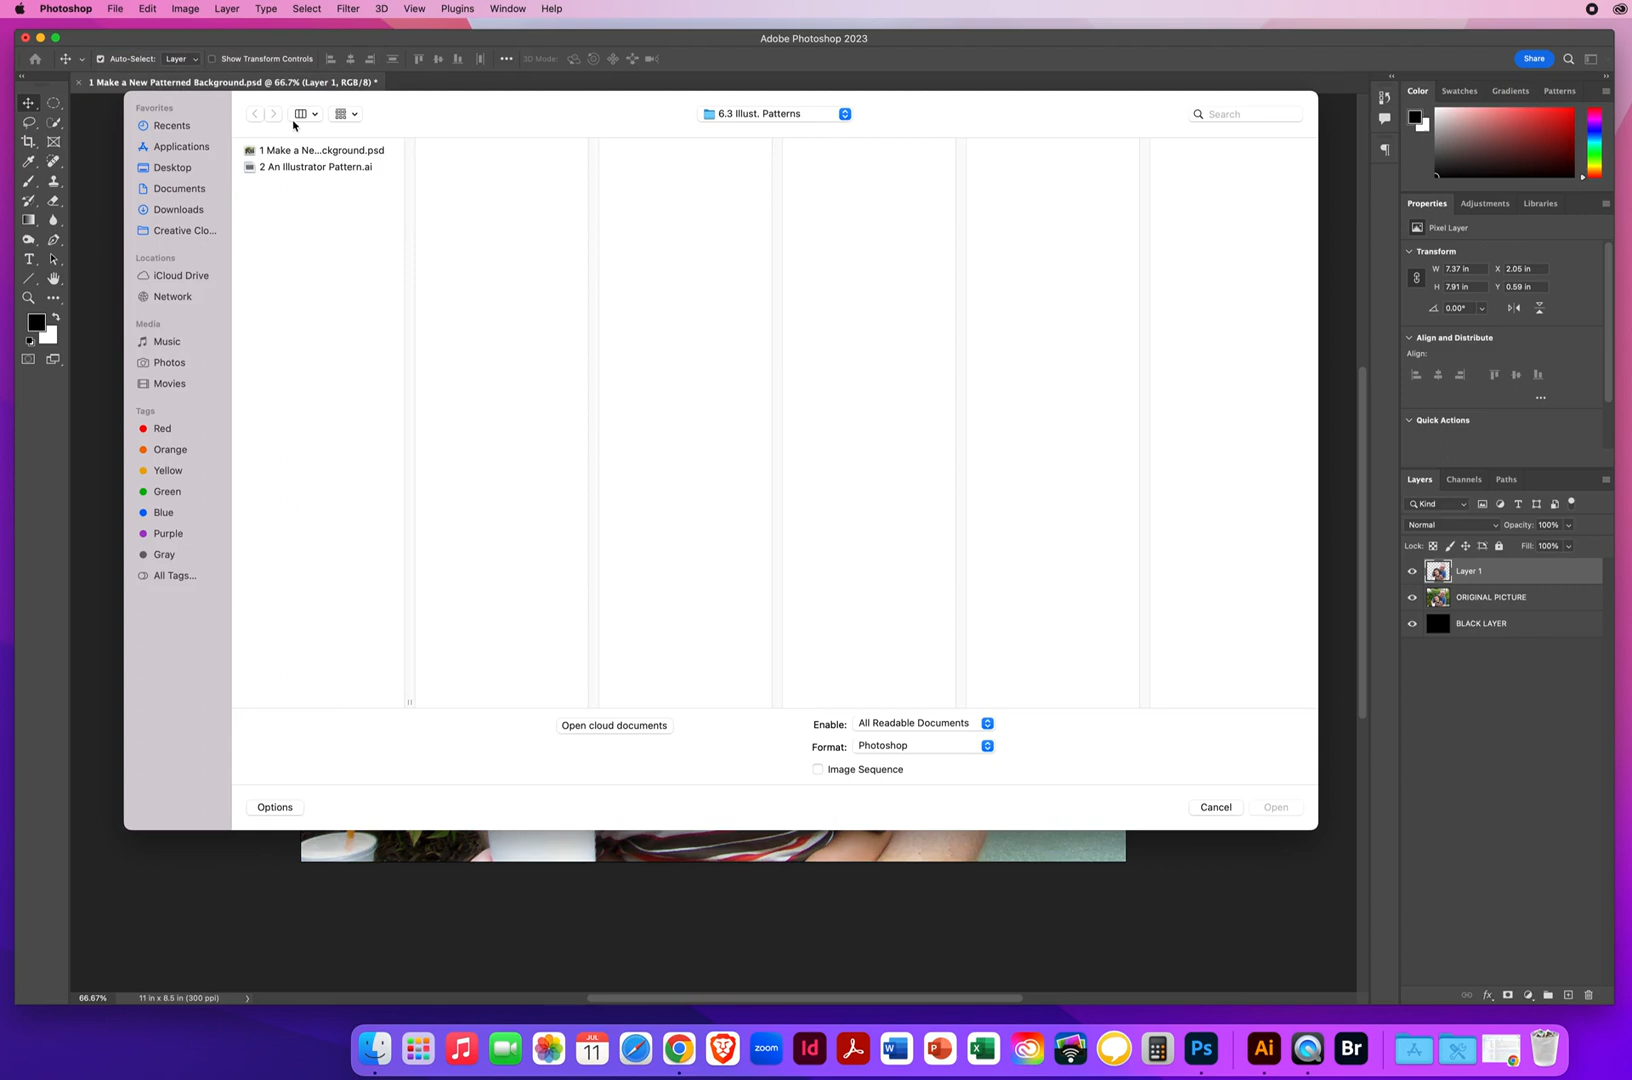 Photoshop File Edit Image Layer Type Select Filter 3D View Plugins Window Help
Adobe Photoshop 2023
Auto-Select: Layer Show Transform Controls 3D Mode: Share
1 Make a New Patterned Background.psd @ 66.7% (Layer 1, RGB/8) *
Favorites
Recents
Applications
Desktop
Documents
Downloads
Creative Clo...
Locations
iCloud Drive
Network
Media
Music
Photos
Movies
Tags
Red
Orange
Yellow
Green
Blue
Purple
Gray
All Tags...
6.3 Illust. Patterns
Search
1 Make a Ne...ckground.psd
2 An Illustrator Pattern.ai
Open cloud documents
Enable: All Readable Documents
Format: Photoshop
Image Sequence
Options
Cancel
Open
Color Swatches Gradients Patterns
Properties Adjustments Libraries
Pixel Layer
Transform
W 7.37 in X 2.05 in
H 7.91 in Y 0.59 in
0.00°
Align and Distribute
Align:
Quick Actions
Layers Channels Paths
Kind
Normal Opacity: 100%
Lock: Fill: 100%
Layer 1
ORIGINAL PICTURE
BLACK LAYER
66.67% 11 in x 8.5 in (300 ppi)
JUL
11
zoom
Id
W
P
X
Ps
Ai
Br